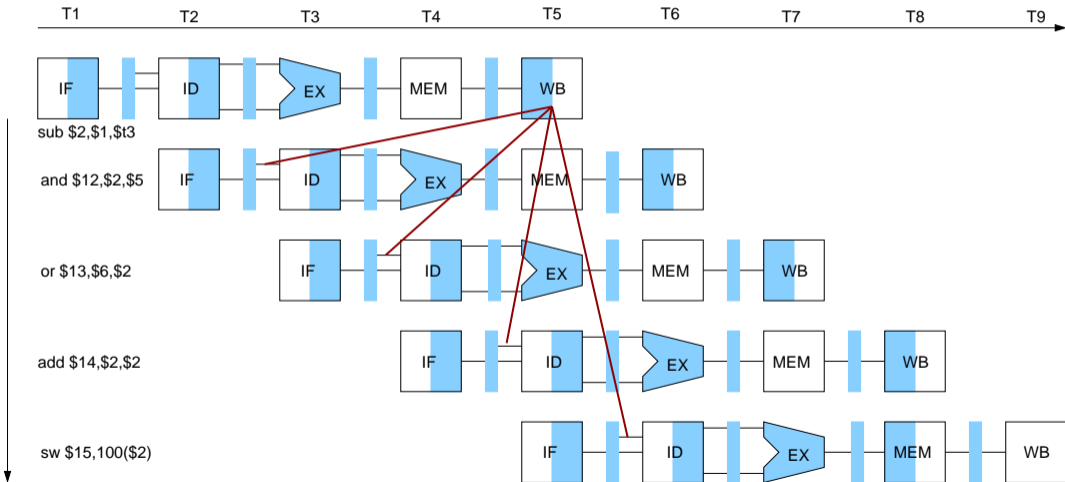 T1 T2 T3 T4 T5 T6 T7 T8 T9
IF ID EX MEM WB
sub $2,$1,$t3
and $12,$2,$5 IF ID EX MEM WB
or $13,$6,$2 IF ID EX MEM WB
add $14,$2,$2 IF ID EX MEM WB
sw $15,100($2) IF ID EX MEM WB